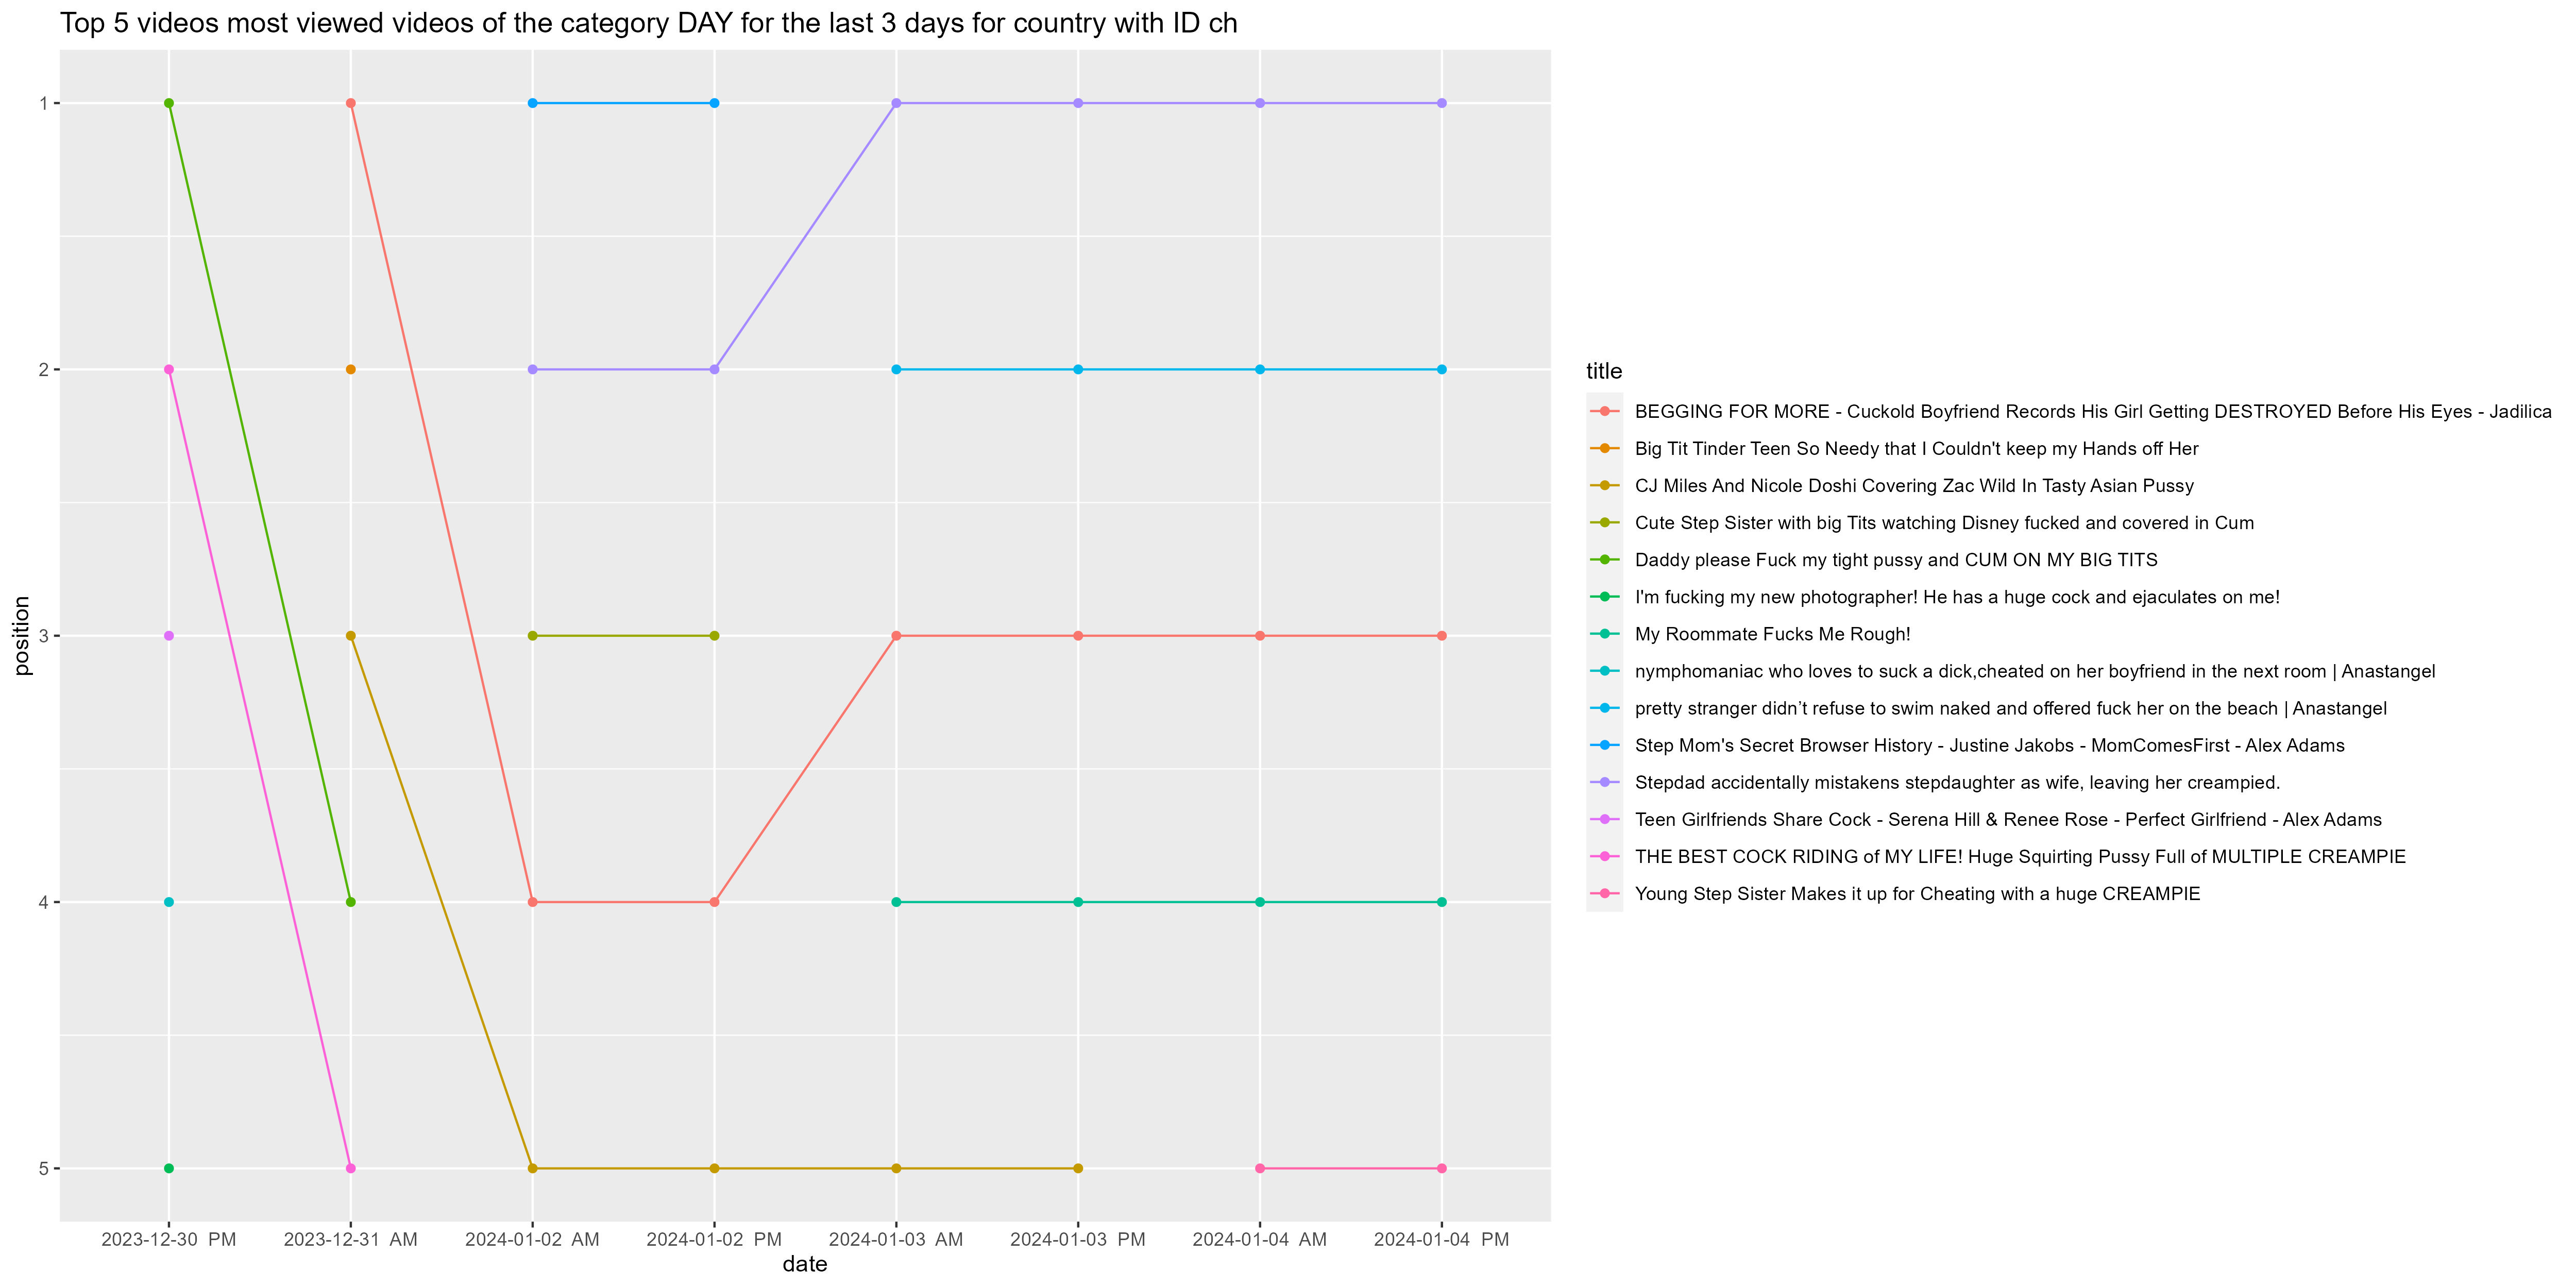 Top 5 videos most viewed videos of the category DAY for the last 3 days for country with ID ch
position
1
2
3
4
5
2023-12-30 PM
2023-12-31 AM
2024-01-02 AM
2024-01-02 PM
2024-01-03 AM
2024-01-03 PM
2024-01-04 AM
2024-01-04 PM
date
title
BEGGING FOR MORE - Cuckold Boyfriend Records His Girl Getting DESTROYED Before His Eyes - Jadilica
Big Tit Tinder Teen So Needy that I Couldn't keep my Hands off Her
CJ Miles And Nicole Doshi Covering Zac Wild In Tasty Asian Pussy
Cute Step Sister with big Tits watching Disney fucked and covered in Cum
Daddy please Fuck my tight pussy and CUM ON MY BIG TITS
I'm fucking my new photographer! He has a huge cock and ejaculates on me!
My Roommate Fucks Me Rough!
nymphomaniac who loves to suck a dick,cheated on her boyfriend in the next room | Anastangel
pretty stranger didn’t refuse to swim naked and offered fuck her on the beach | Anastangel
Step Mom's Secret Browser History - Justine Jakobs - MomComesFirst - Alex Adams
Stepdad accidentally mistakens stepdaughter as wife, leaving her creampied.
Teen Girlfriends Share Cock - Serena Hill & Renee Rose - Perfect Girlfriend - Alex Adams
THE BEST COCK RIDING of MY LIFE! Huge Squirting Pussy Full of MULTIPLE CREAMPIE
Young Step Sister Makes it up for Cheating with a huge CREAMPIE